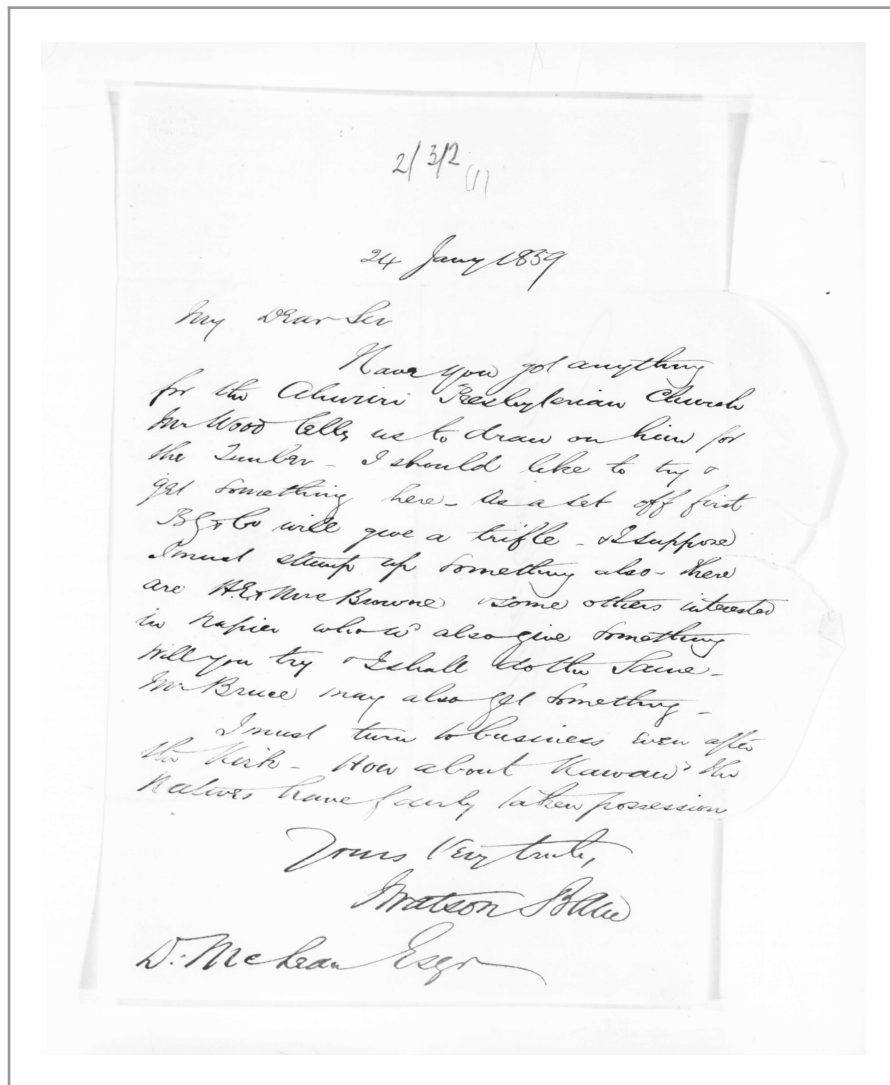 2/3/2
(1)
24 Jany 1859
My Dear Sir
Have you got anything
for the Ahuriri Presbyterian Church
Mr Wood tells us to draw on him for
the Timber - I should like to try &
get something here - As a set off first
B G & Co will give a trifle - & I suppose
I must stump up something also - there
are H.E. & Mrs Browne & some others interested
in Napier who wd also give something
Will you try & I shall do the Same -
Mr Bruce may also get something -
I must turn to business even after
the Kirk - How about Kawau? the
Natives have fairly taken possession
Yours Very truly,
J Watson
D. McLean Esqr